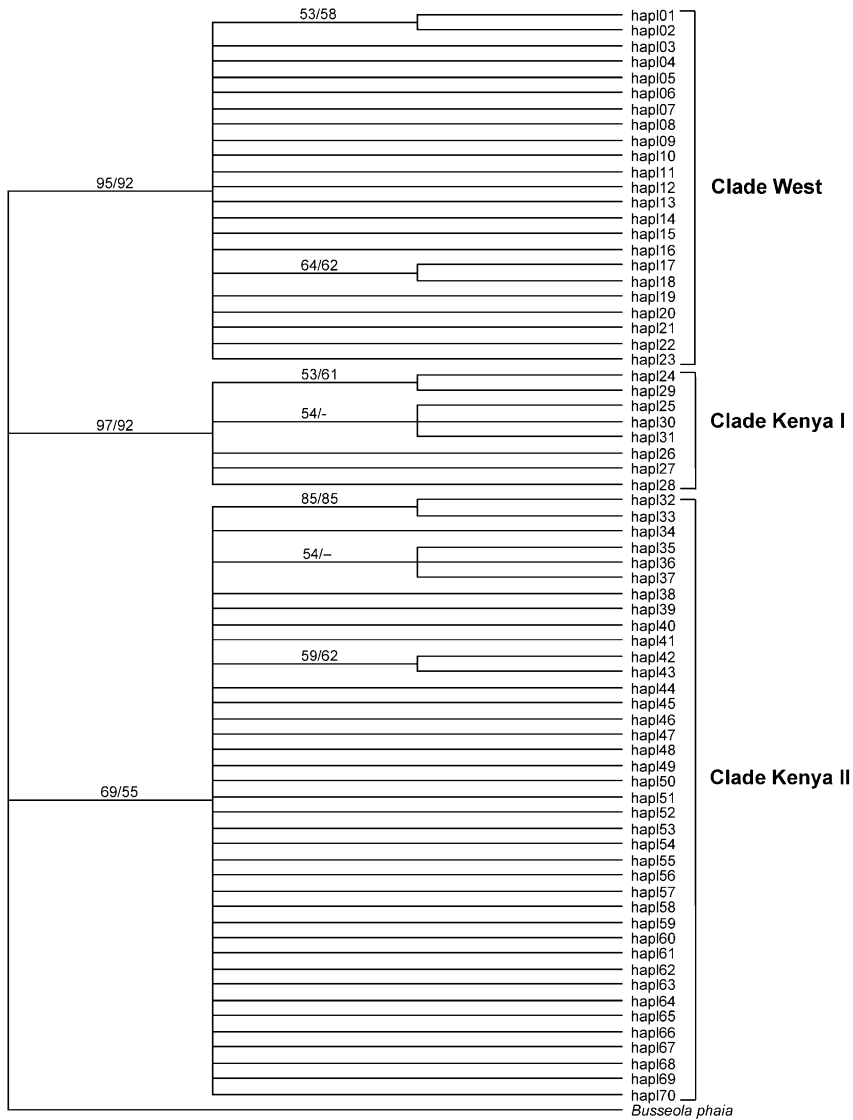 53/58
hapl01
hapl02
hapl03
hapl04
hapl05
hapl06
hapl07
hapl08
hapl09
hapl10
hapl11
95/92
hapl12
Clade West
hapl13
hapl14
hapl15
hapl16
64/62
hapl17
hapl18
hapl19
hapl20
hapl21
hapl22
hapl23
53/61
hapl24
hapl29
54/-
hapl25
hapl30
Clade Kenya I
97/92
hapl31
hapl26
hapl27
hapl28
85/85
hapl32
hapl33
hapl34
54/–
hapl35
hapl36
hapl37
hapl38
hapl39
hapl40
hapl41
59/62
hapl42
hapl43
hapl44
hapl45
hapl46
hapl47
hapl48
hapl49
hapl50
Clade Kenya II
69/55
hapl51
hapl52
hapl53
hapl54
hapl55
hapl56
hapl57
hapl58
hapl59
hapl60
hapl61
hapl62
hapl63
hapl64
hapl65
hapl66
hapl67
hapl68
hapl69
hapl70
Busseola phaia